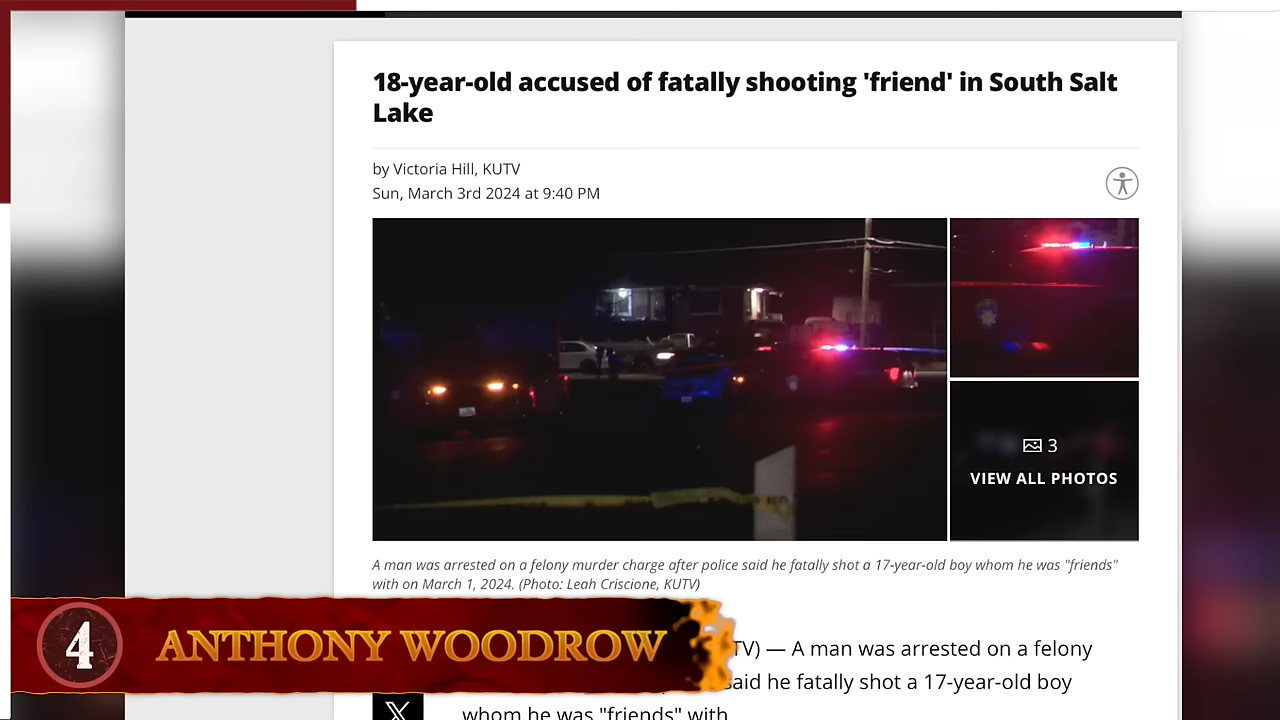 18-year-old accused of fatally shooting 'friend' in South Salt
Lake
by Victoria Hill, KUTV
Sun, March 3rd 2024 at 9:40 PM
3
VIEW ALL PHOTOS
A man was arrested on a felony murder charge after police said he fatally shot a 17-year-old boy whom he was "friends"
with on March 1, 2024. (Photo: Leah Criscione, KUTV)
4
ANTHONY WOODROW
TV) — A man was arrested on a felony
said he fatally shot a 17-year-old boy
whom he was "friends" with